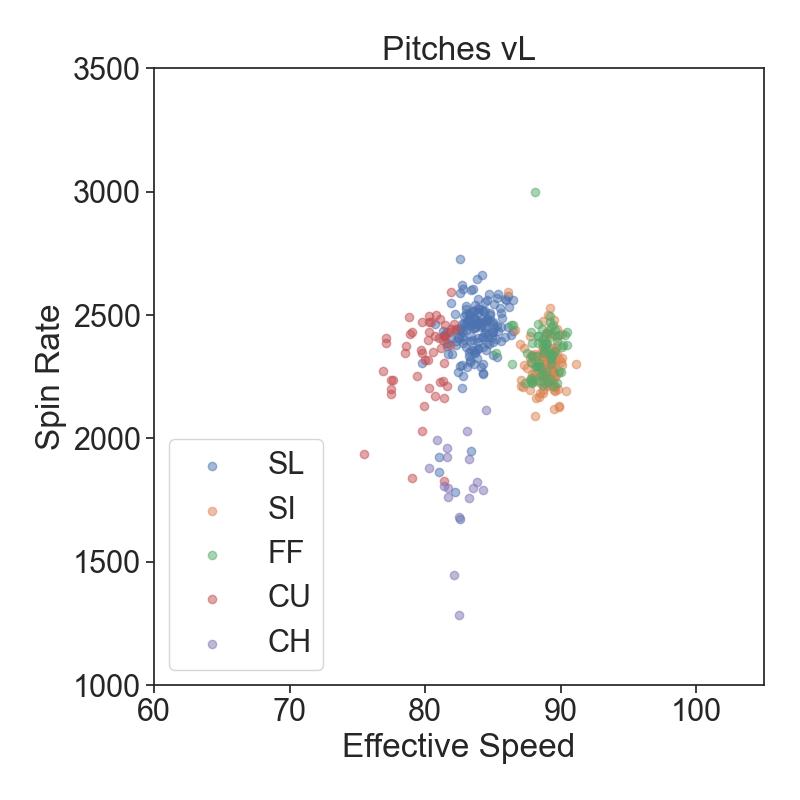 Pitches vL
3500
3000
2500
2000
1500
1000
Spin Rate
SL
SI
FF
CU
CH
60 70 80 90 100
Effective Speed